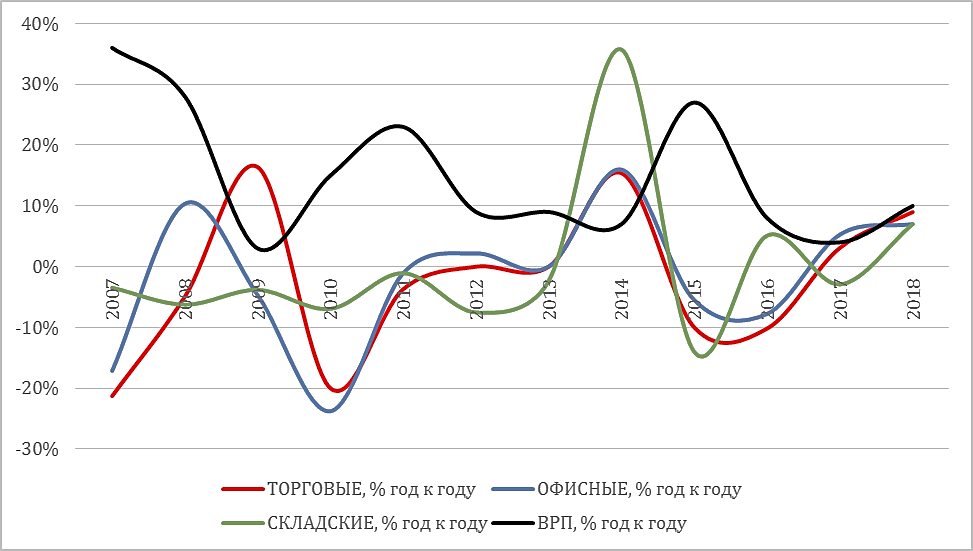 40%
30%
20%
10%
0%
-10%
-20%
-30%
2007 2008 2009 2010 2011 2012 2013 2014 2015 2016 2017 2018
ТОРГОВЫЕ, % год к году ОФИСНЫЕ, % год к году
СКЛАДСКИЕ, % год к году ВРП, % год к году